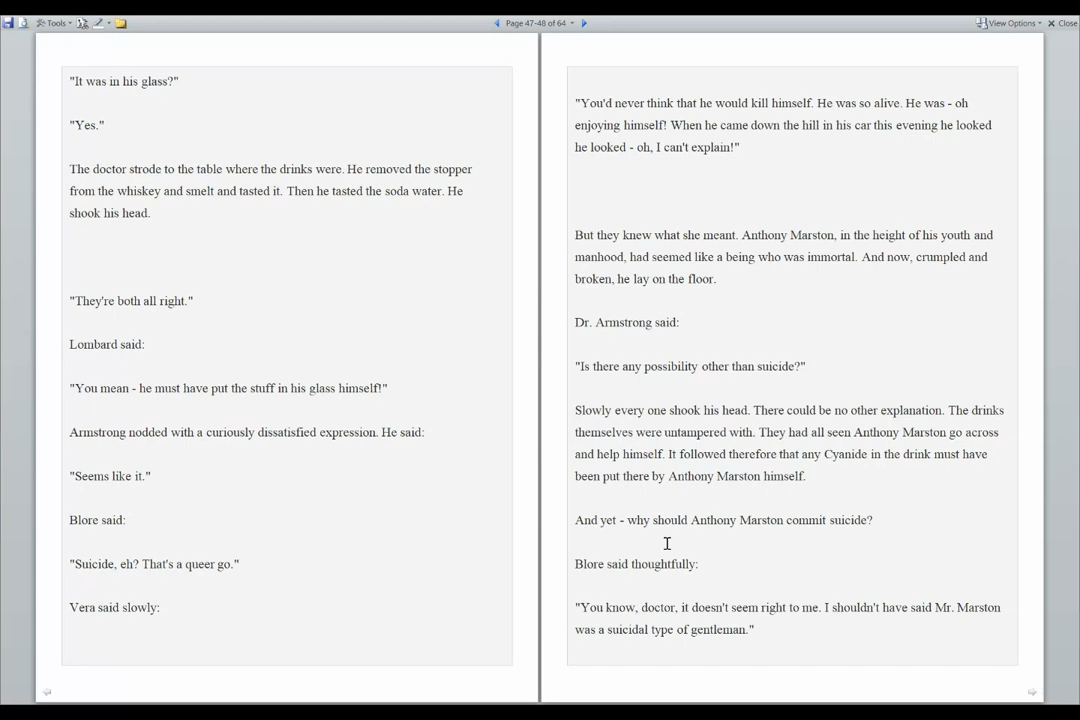 Tools
Page 47-48 of 64
View Options
Close
"It was in his glass?"
"Yes."
The doctor strode to the table where the drinks were. He removed the stopper
from the whiskey and smelt and tasted it. Then he tasted the soda water. He
shook his head.
"They're both all right."
Lombard said:
"You mean - he must have put the stuff in his glass himself!"
Armstrong nodded with a curiously dissatisfied expression. He said:
"Seems like it."
Blore said:
"Suicide, eh? That's a queer go."
Vera said slowly:
"You'd never think that he would kill himself. He was so alive. He was - oh
enjoying himself! When he came down the hill in his car this evening he looked
he looked - oh, I can't explain!"
But they knew what she meant. Anthony Marston, in the height of his youth and
manhood, had seemed like a being who was immortal. And now, crumpled and
broken, he lay on the floor.
Dr. Armstrong said:
"Is there any possibility other than suicide?"
Slowly every one shook his head. There could be no other explanation. The drinks
themselves were untampered with. They had all seen Anthony Marston go across
and help himself. It followed therefore that any Cyanide in the drink must have
been put there by Anthony Marston himself.
And yet - why should Anthony Marston commit suicide?
Blore said thoughtfully:
"You know, doctor, it doesn't seem right to me. I shouldn't have said Mr. Marston
was a suicidal type of gentleman."